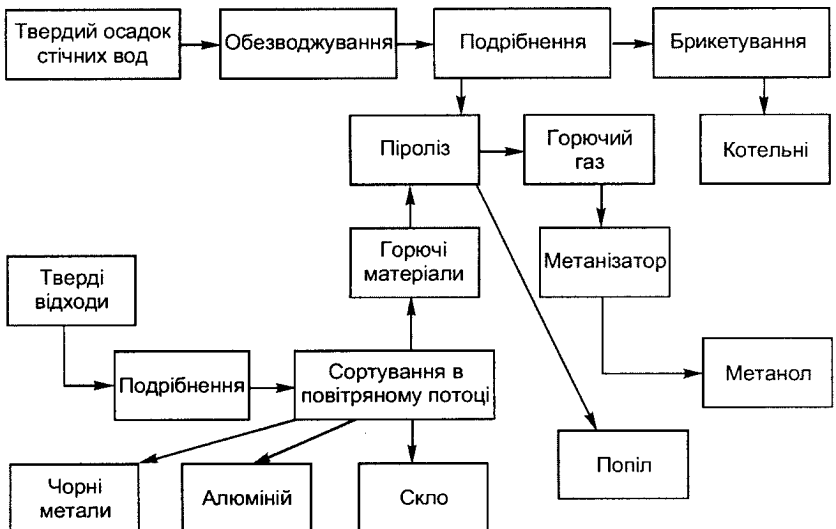 Твердий осадок
стічних вод
Обезводжування
Подрібнення
Брикетування
Піроліз
Горючий
газ
Котельні
Горючі
матеріали
Метанізатор
Тверді
відходи
Подрібнення
Сортування в
повітряному потоці
Метанол
Чорні
метали
Алюміній
Скло
Попіл